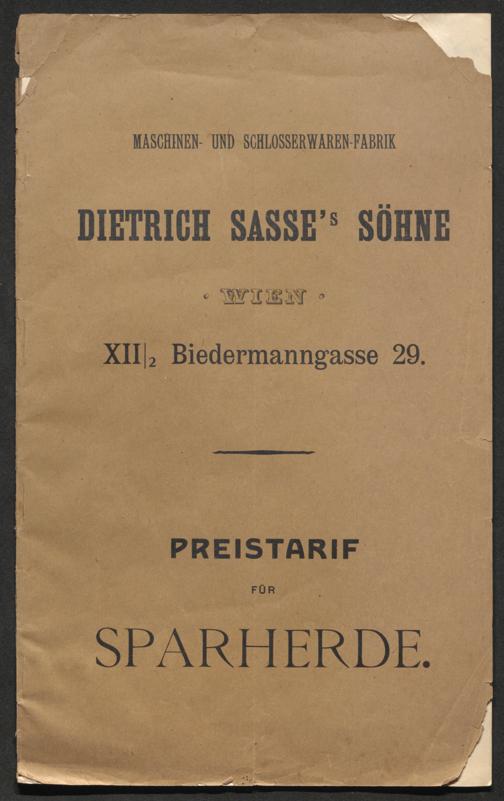 MASCHINEN- UND SCHLOSSERWAREN-FABRIK
DIETRICH SASSE's SÖHNE
• WIEN •
XII|2 Biedermanngasse 29.
PREISTARIF
FÜR
SPARHERDE.